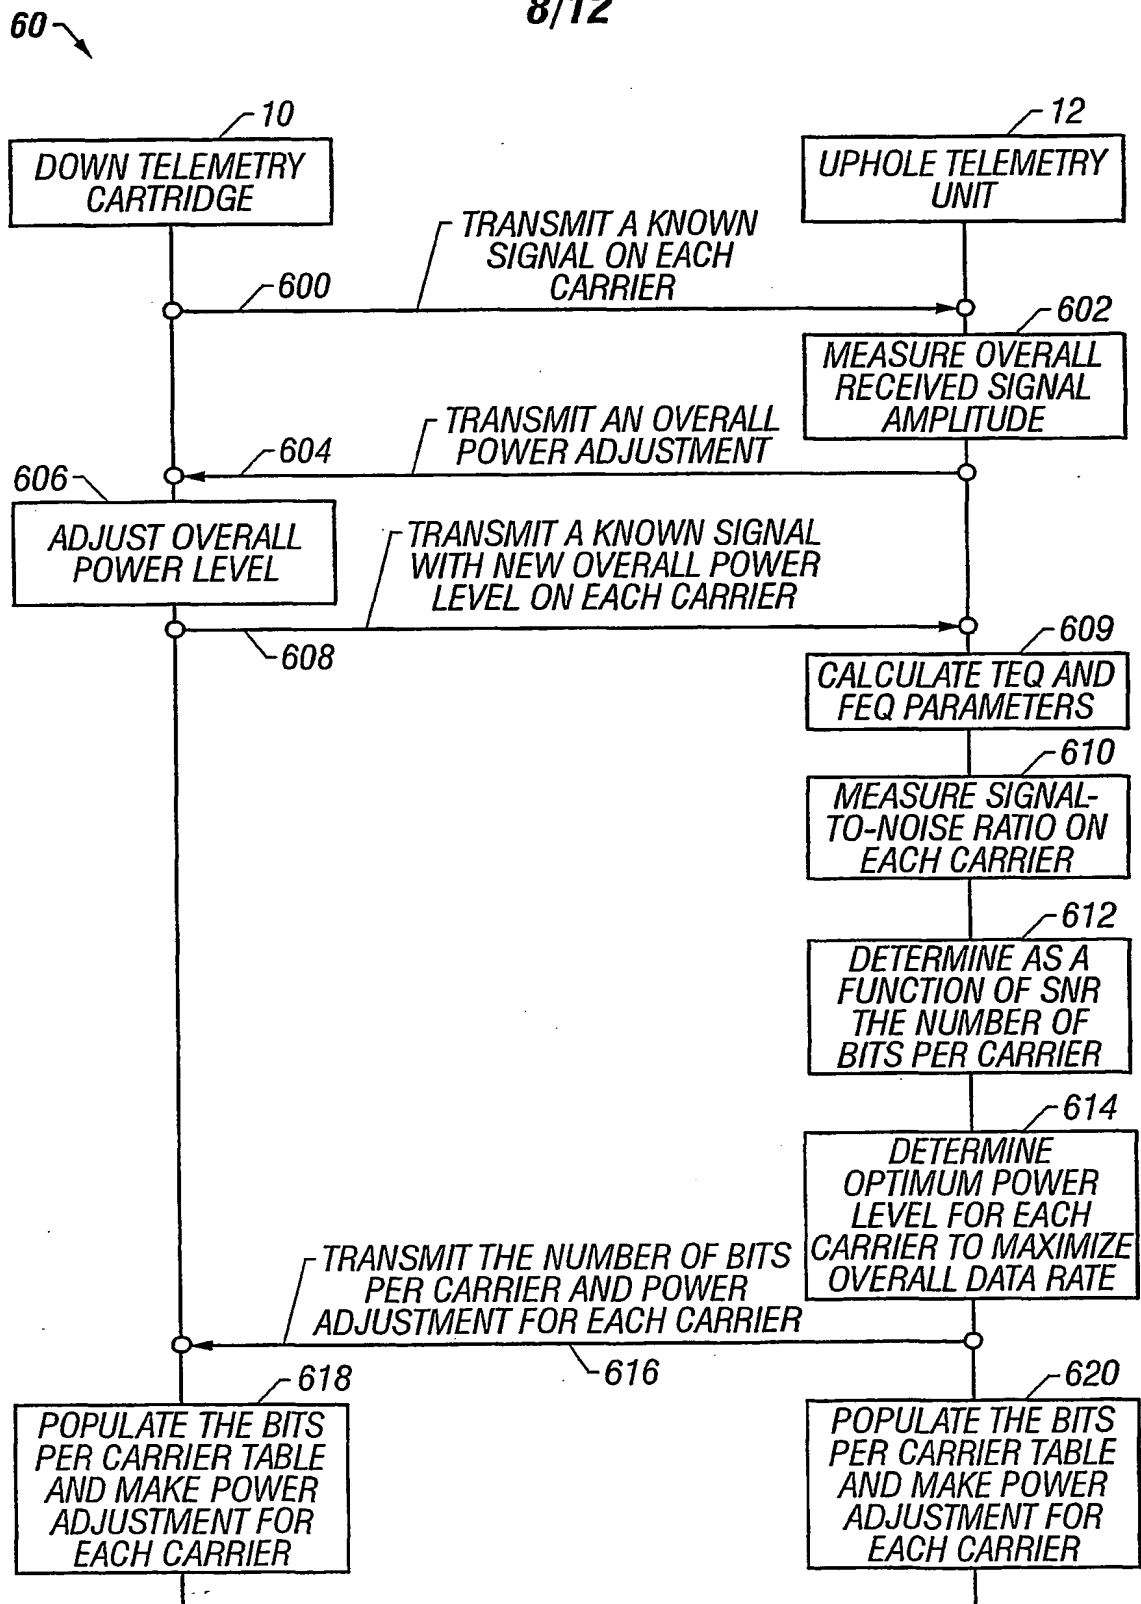 8/12
60
10
12
DOWN TELEMETRY
CARTRIDGE
UPHOLE TELEMETRY
UNIT
TRANSMIT A KNOWN
SIGNAL ON EACH
CARRIER
600
602
MEASURE OVERALL
RECEIVED SIGNAL
AMPLITUDE
TRANSMIT AN OVERALL
POWER ADJUSTMENT
604
606
ADJUST OVERALL
POWER LEVEL
TRANSMIT A KNOWN SIGNAL
WITH NEW OVERALL POWER
LEVEL ON EACH CARRIER
608
609
CALCULATE TEQ AND
FEQ PARAMETERS
610
MEASURE SIGNAL-
TO-NOISE RATIO ON
EACH CARRIER
612
DETERMINE AS A
FUNCTION OF SNR
THE NUMBER OF
BITS PER CARRIER
614
DETERMINE
OPTIMUM POWER
LEVEL FOR EACH
CARRIER TO MAXIMIZE
OVERALL DATA RATE
TRANSMIT THE NUMBER OF BITS
PER CARRIER AND POWER
ADJUSTMENT FOR EACH CARRIER
616
618
POPULATE THE BITS
PER CARRIER TABLE
AND MAKE POWER
ADJUSTMENT FOR
EACH CARRIER
620
POPULATE THE BITS
PER CARRIER TABLE
AND MAKE POWER
ADJUSTMENT FOR
EACH CARRIER